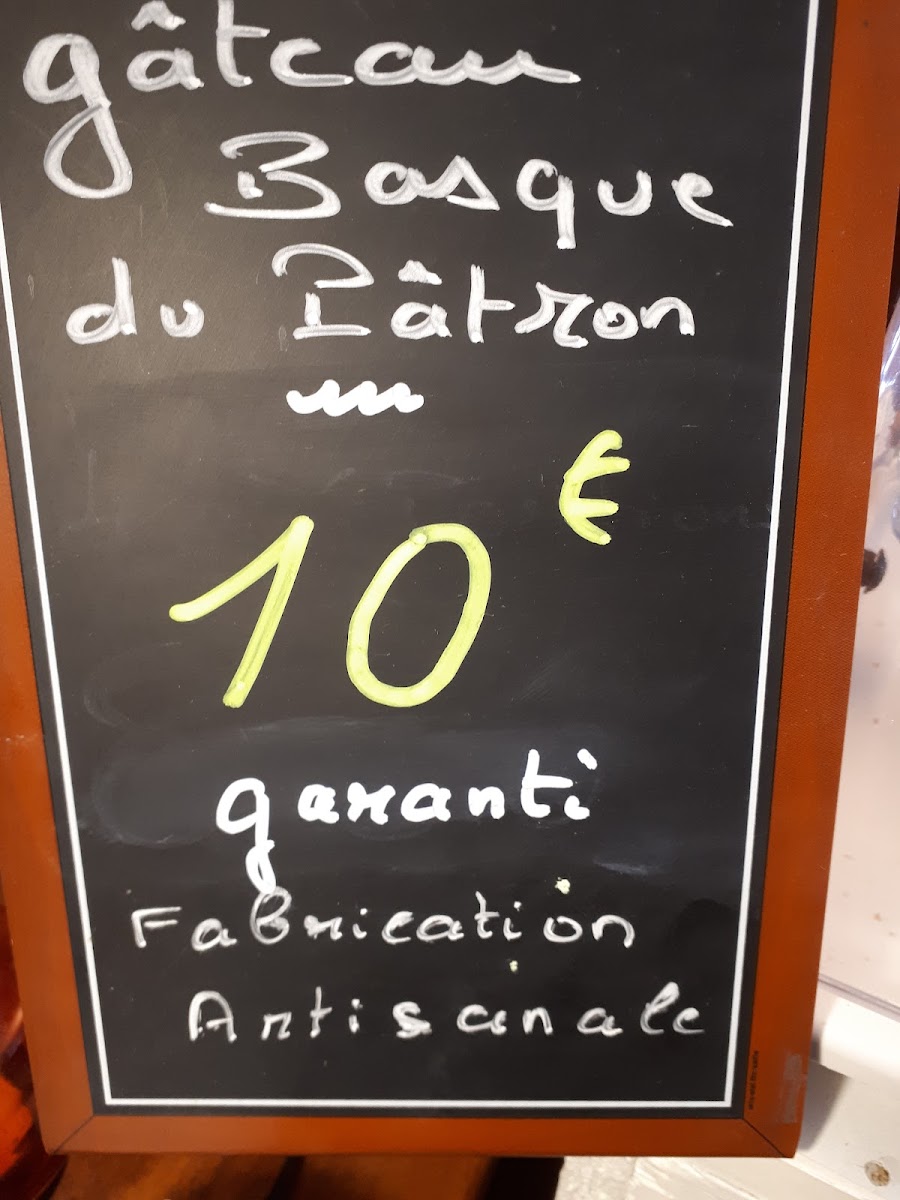 gâteau
Basque
du Pâtron
10 €
garanti
Fabrication
Artisanale